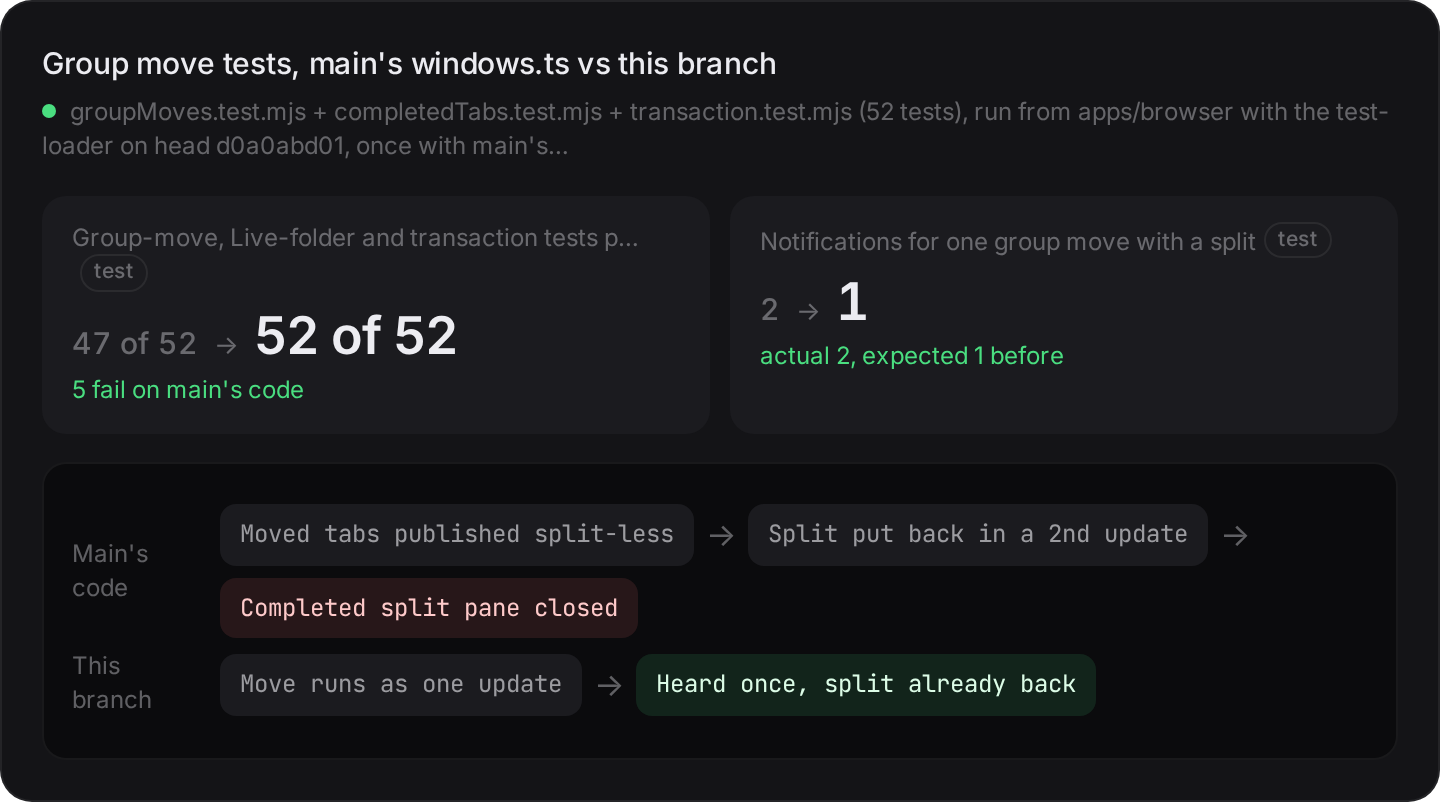 Group move tests, main's windows.ts vs this branch
groupMoves.test.mjs + completedTabs.test.mjs + transaction.test.mjs (52 tests), run from apps/browser with the test-
loader on head d0a0abd01, once with main's...
Group-move, Live-folder and transaction tests p...
test
47 of 52 → 52 of 52
5 fail on main's code
Notifications for one group move with a split test
2 → 1
actual 2, expected 1 before
Main's
code
Moved tabs published split-less → Split put back in a 2nd update →
Completed split pane closed
This
branch
Move runs as one update → Heard once, split already back